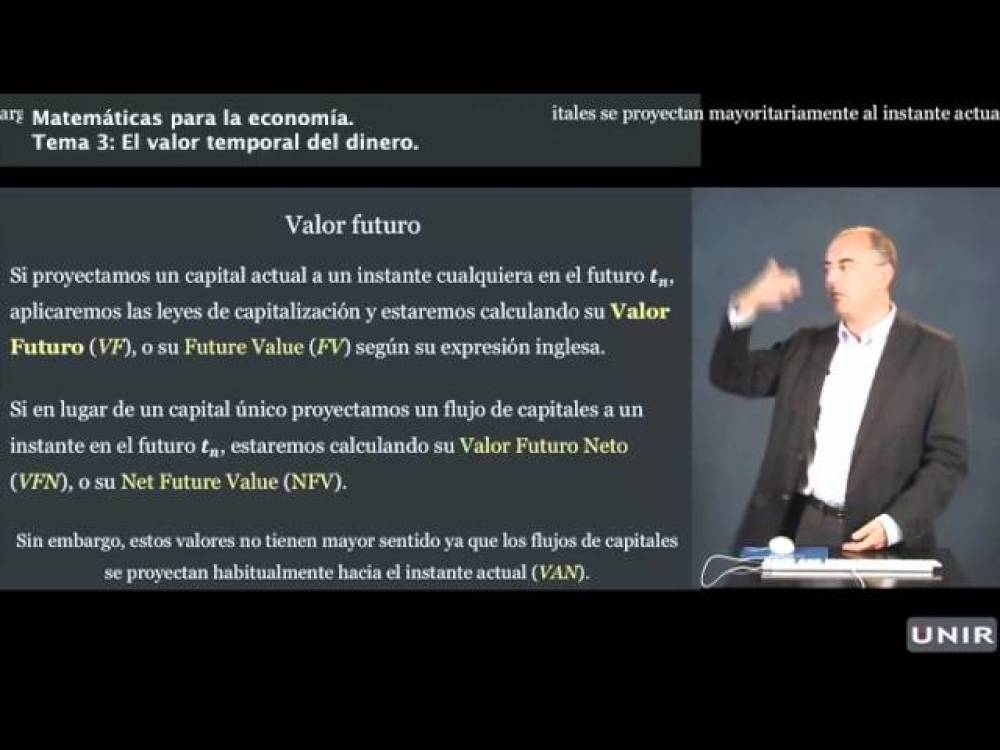 Matemáticas para la economía.
Tema 3: El valor temporal del dinero.
itales se proyectan mayoritariamente al instante actua
Valor futuro
Si proyectamos un capital actual a un instante cualquiera en el futuro tₙ,
aplicaremos las leyes de capitalización y estaremos calculando su Valor
Futuro (VF), o su Future Value (FV) según su expresión inglesa.
Si en lugar de un capital único proyectamos un flujo de capitales a un
instante en el futuro tₙ, estaremos calculando su Valor Futuro Neto
(VFN), o su Net Future Value (NFV).
Sin embargo, estos valores no tienen mayor sentido ya que los flujos de capitales
se proyectan habitualmente hacia el instante actual (VAN).
UNIR